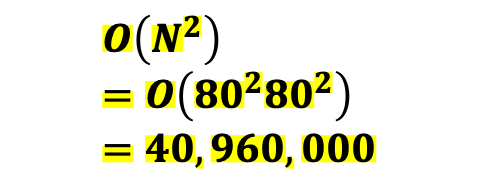 O(N²)
= O(80²80²)
= 40,960,000